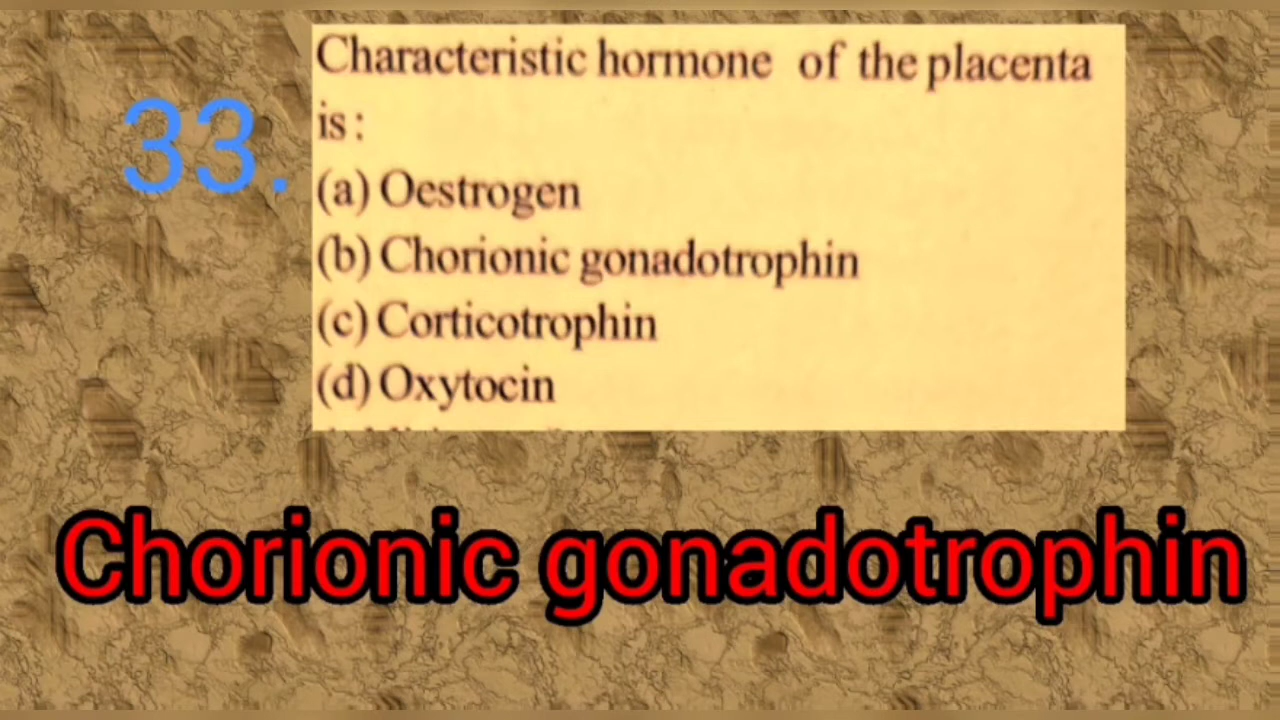 33.
Characteristic hormone of the placenta
is :
(a) Oestrogen
(b) Chorionic gonadotrophin
(c) Corticotrophin
(d) Oxytocin
Chorionic gonadotrophin